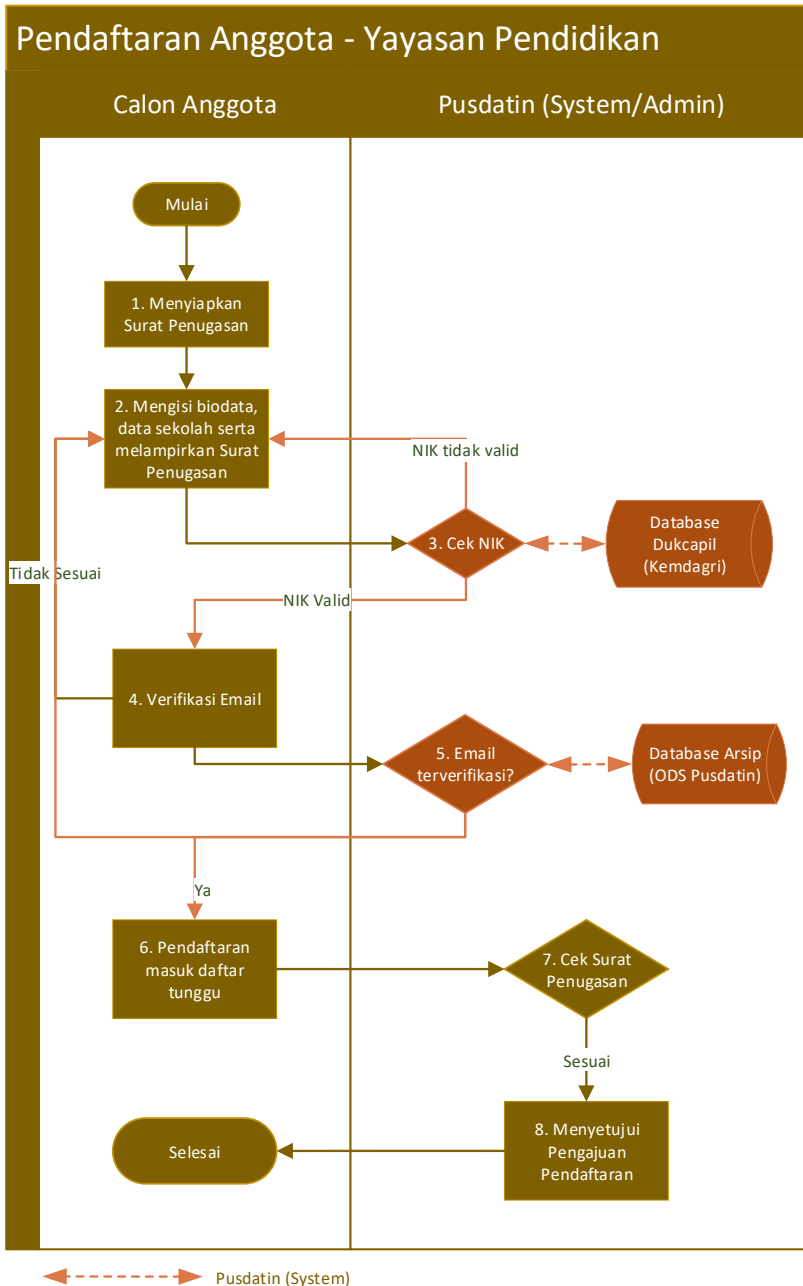 Pendaftaran Anggota - Yayasan Pendidikan
Calon Anggota
Pusdatin (System/Admin)
Mulai
1. Menyiapkan
Surat Penugasan
2. Mengisi biodata,
data sekolah serta
melampirkan Surat
Penugasan
NIK tidak valid
3. Cek NIK
Database
Dukcapil
(Kemdagri)
Tidak Sesuai
NIK Valid
4. Verifikasi Email
5. Email
terverifikasi?
Database Arsip
(ODS Pusdatin)
Ya
6. Pendaftaran
masuk daftar
tunggu
7. Cek Surat
Penugasan
Sesuai
8. Menyetujui
Pengajuan
Pendaftaran
Selesai
Pusdatin (System)